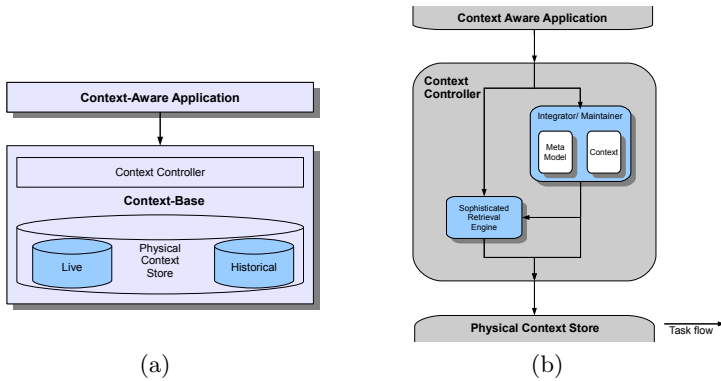 Context-Aware Application
Context Controller
Context-Base
Physical
Context
Store
Live
Historical
(a)
Context Aware Application
Context
Controller
Integrator/ Maintainer
Meta
Model
Context
Sophisticated
Retrieval
Engine
Physical Context Store
Task flow
(b)